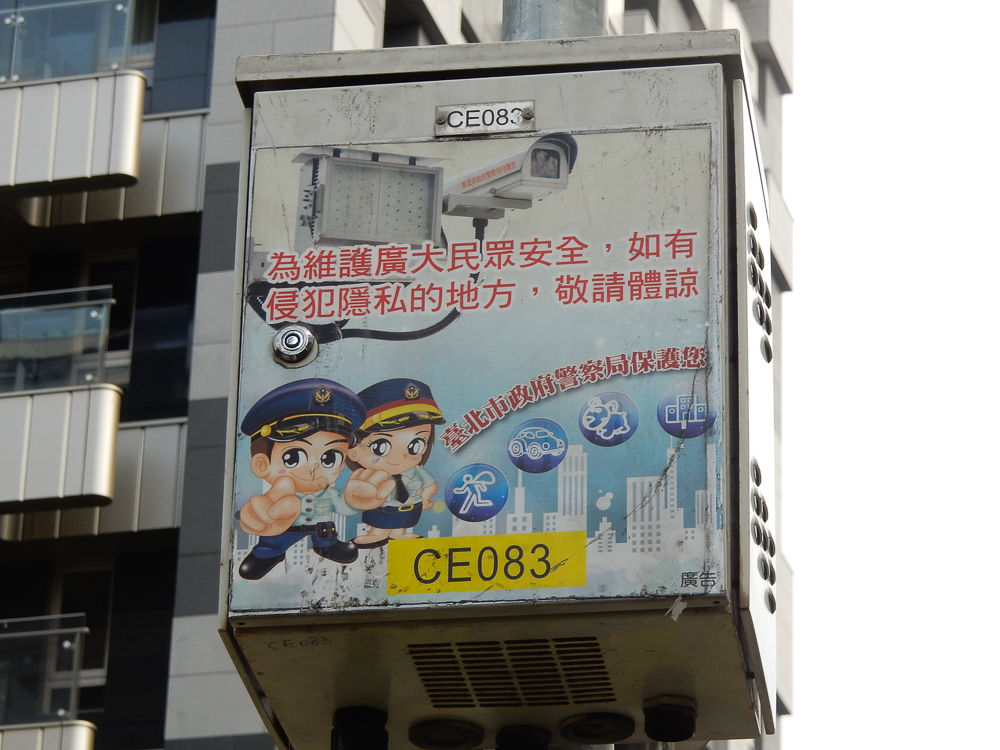 CE083
為維護廣大民眾安全，如有
侵犯隱私的地方，敬請體諒
臺北市政府警察局保護您
CE083
廣告
CE083